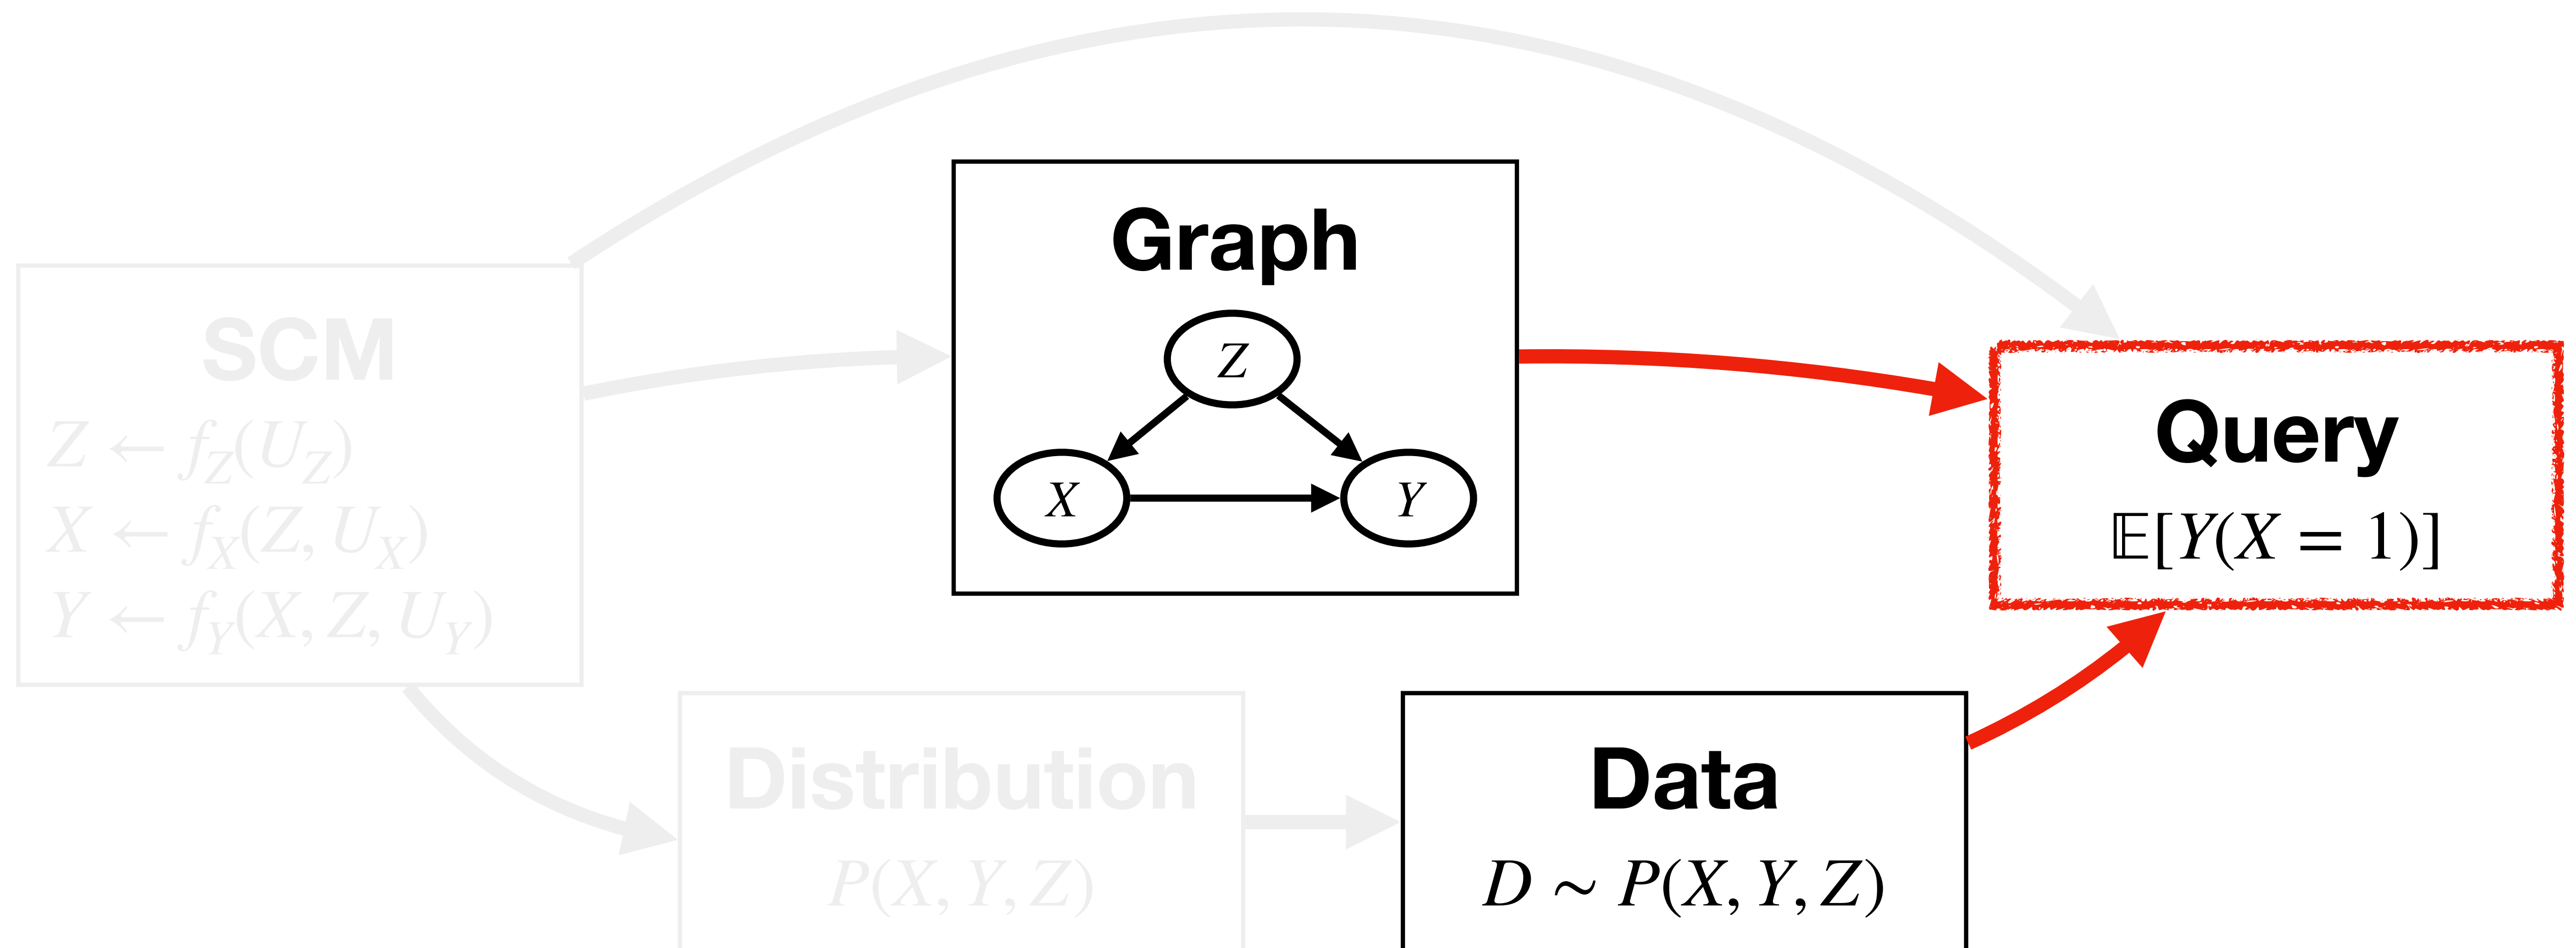 Graph
Z
X Y
SCM
Z ← f_Z(U_Z)
X ← f_X(Z, U_X)
Y ← f_Y(X, Z, U_Y)
Query
𝔼[Y(X = 1)]
Distribution
P(X, Y, Z)
Data
D ∼ P(X, Y, Z)